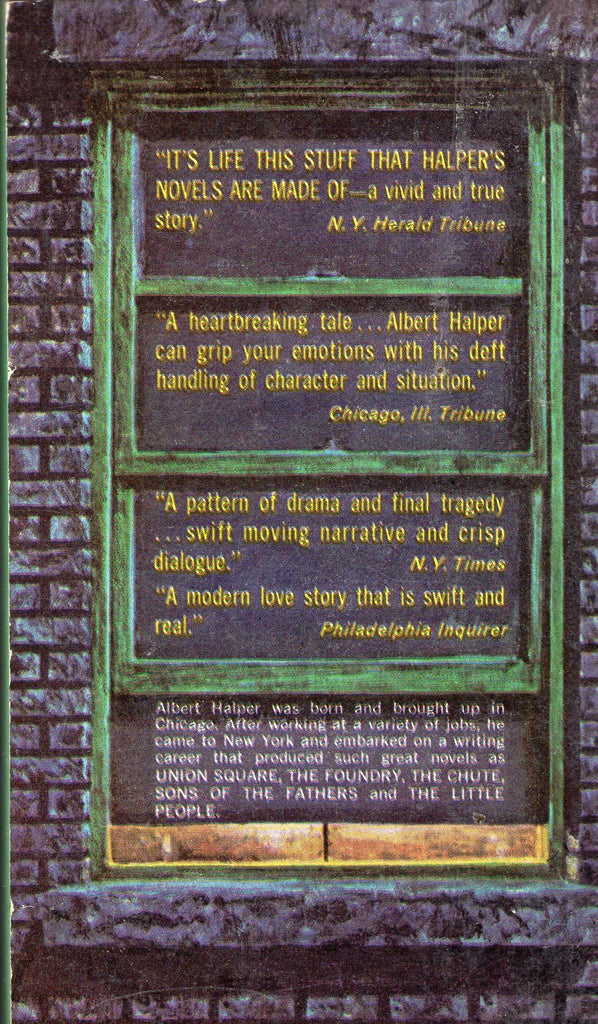 "IT'S LIFE THIS STUFF THAT HALPER'S
NOVELS ARE MADE OF—a vivid and true
story." N. Y. Herald Tribune
"A heartbreaking tale . . . Albert Halper
can grip your emotions with his deft
handling of character and situation."
Chicago, Ill. Tribune
"A pattern of drama and final tragedy
. . . swift moving narrative and crisp
dialogue." N.Y. Times
"A modern love story that is swift and
real." Philadelphia Inquirer
Albert Halper was born and brought up in
Chicago. After working at a variety of jobs, he
came to New York and embarked on a writing
career that produced such great novels as
UNION SQUARE, THE FOUNDRY, THE CHUTE,
SONS OF THE FATHERS and THE LITTLE
PEOPLE.